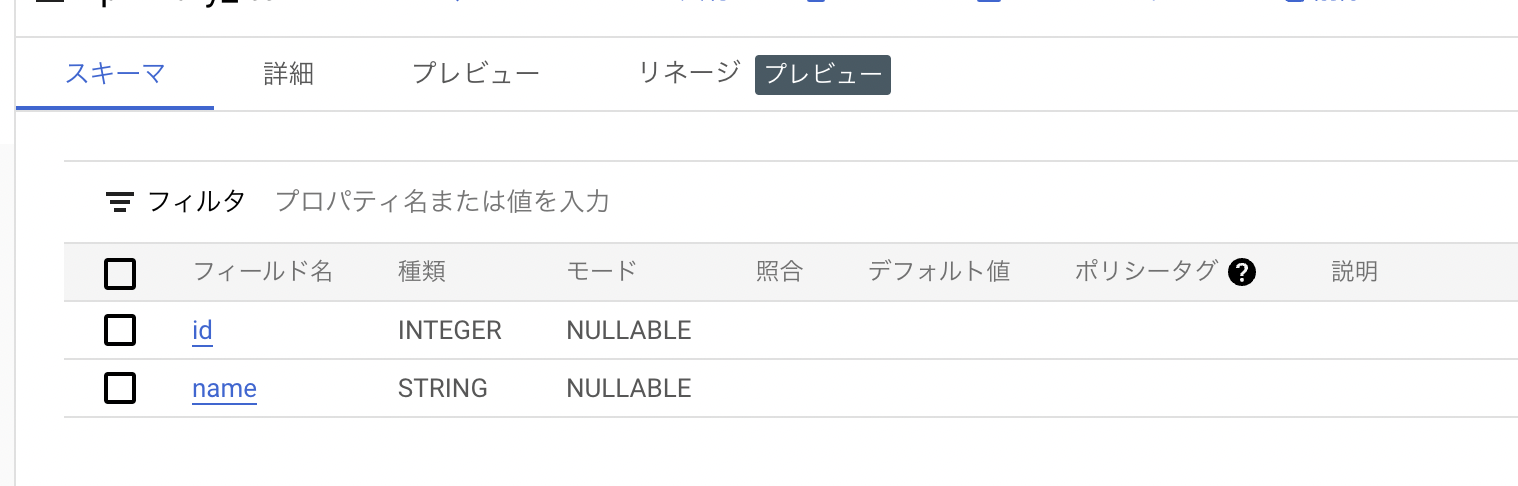 スキーマ 詳細 プレビュー リネージ プレビュー
フィルタ プロパティ名または値を入力
フィールド名 種類 モード 照合 デフォルト値 ポリシータグ ? 説明
id INTEGER NULLABLE
name STRING NULLABLE